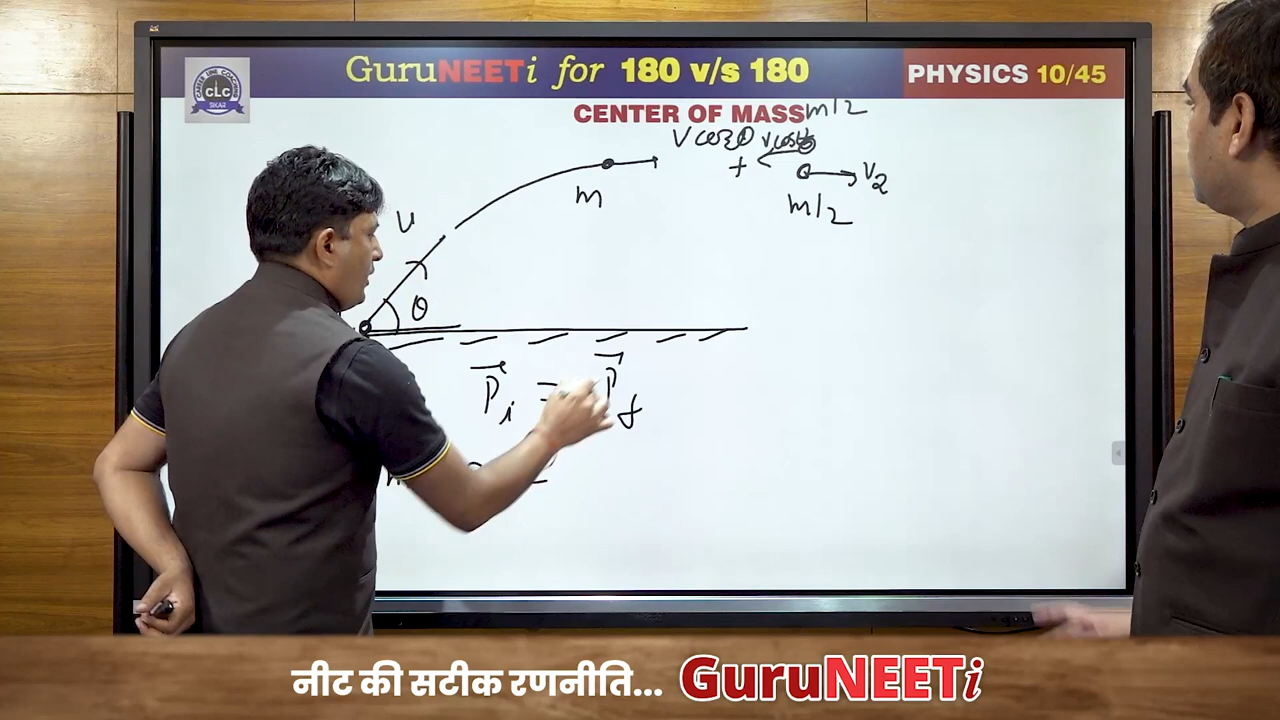 GuruNEETi for 180 v/s 180
PHYSICS 10/45
CLC
SIKAR
CENTER OF MASS
m/2
V cosθ
+
V₂
m/2
m
u
θ
P⃗i = P⃗f
नीट की सटीक रणनीति... GuruNEETi